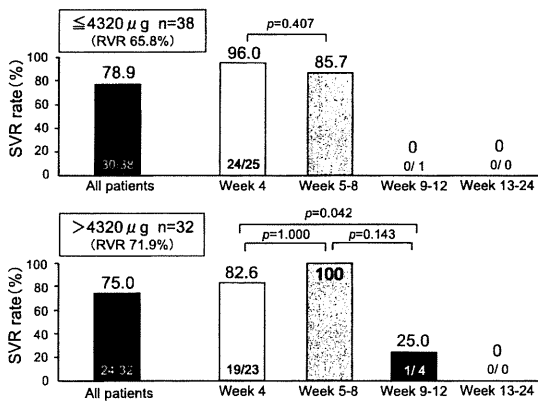 ≦4320 μg n=38
(RVR 65.8%)
p=0.407
SVR rate (%)
100
80
60
40
20
0
78.9
96.0
85.7
0
0
30/38
24/25
0/ 1
0/ 0
All patients
Week 4
Week 5-8
Week 9-12
Week 13-24
>4320 μg n=32
(RVR 71.9%)
p=0.042
p=1.000
p=0.143
SVR rate (%)
100
80
60
40
20
0
75.0
82.6
100
25.0
0
24/32
19/23
1/ 4
0/ 0
All patients
Week 4
Week 5-8
Week 9-12
Week 13-24